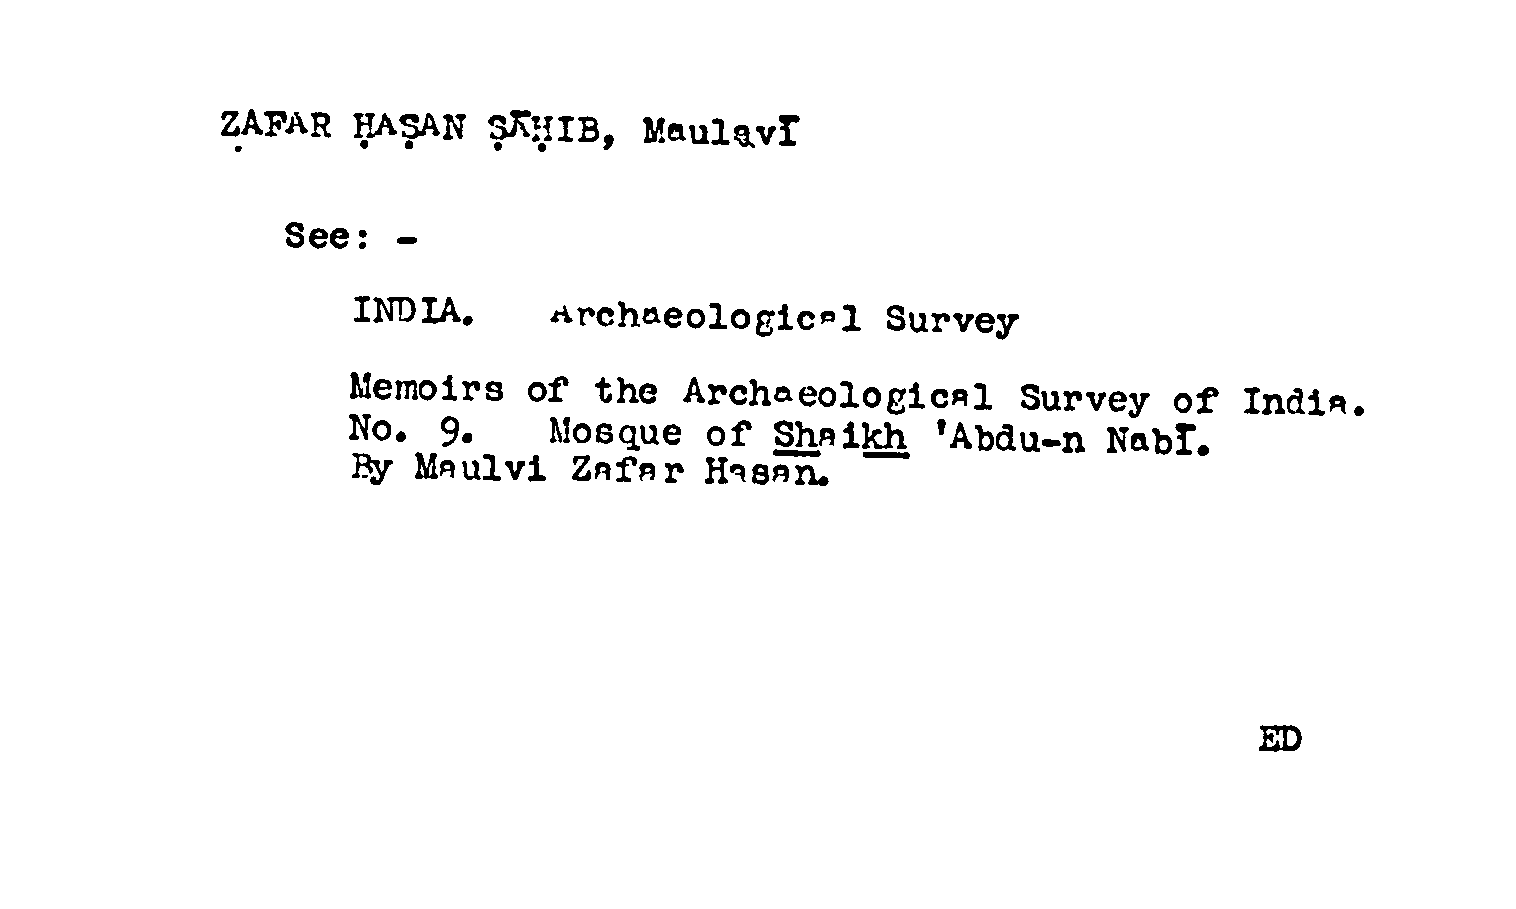 ẒAFAR ḤAṢAN ṢĀḤIB, Maulavī
See: -
INDIA. Archaeological Survey
Memoirs of the Archaeological Survey of India.
No. 9. Mosque of Shaikh 'Abdu-n Nabī.
By Maulvi Zafar Hasan.
ED